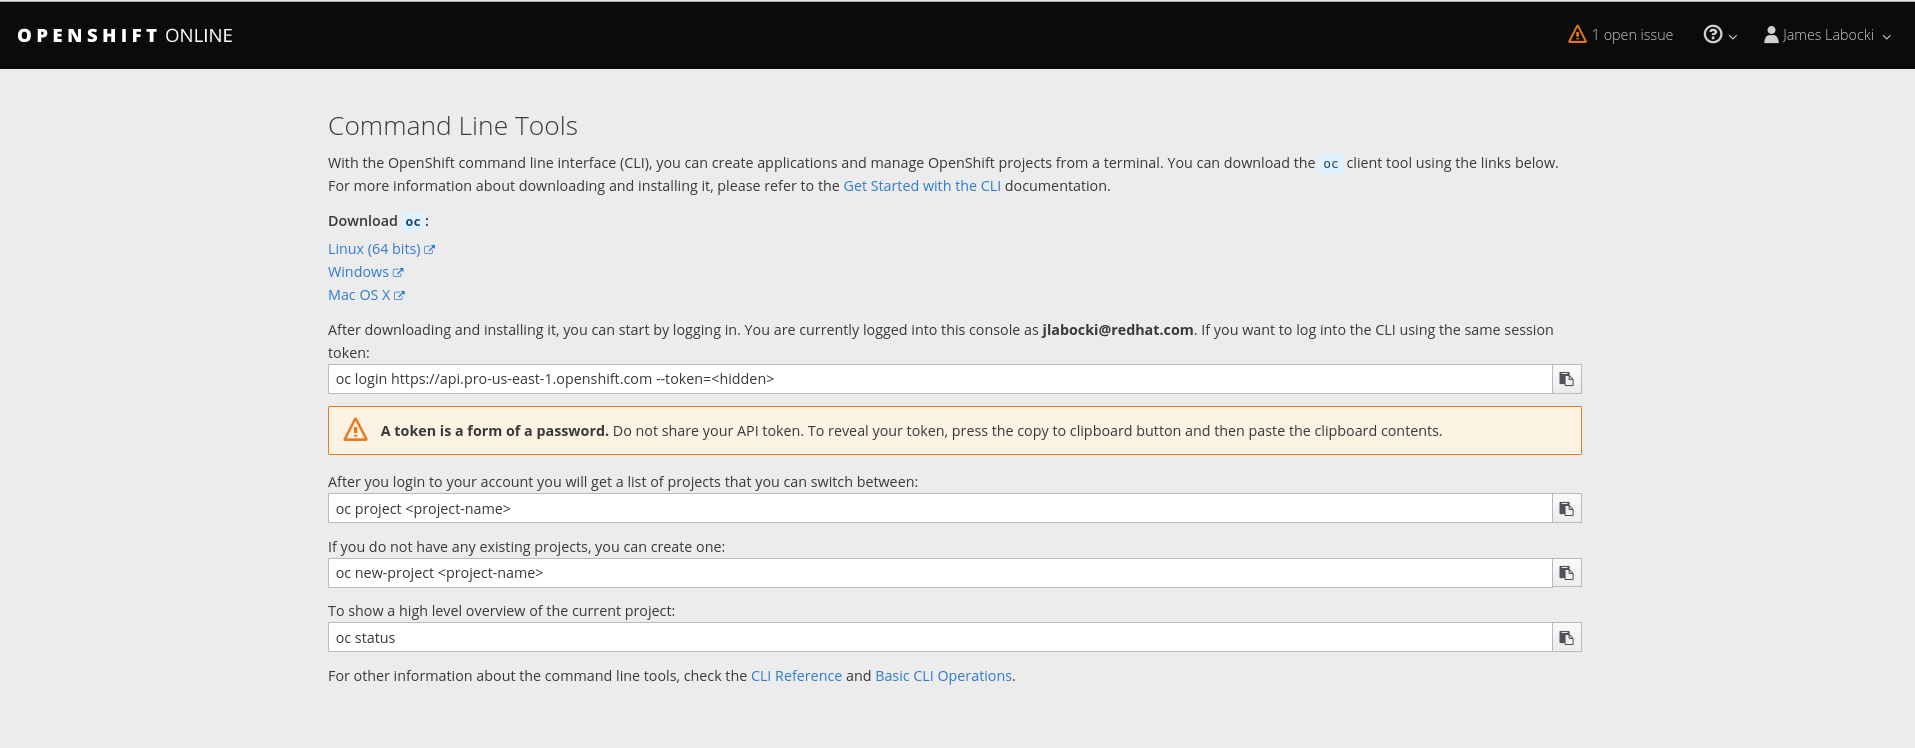 OPENSHIFT ONLINE
1 open issue
James Labocki
Command Line Tools
With the OpenShift command line interface (CLI), you can create applications and manage OpenShift projects from a terminal. You can download the oc client tool using the links below.
For more information about downloading and installing it, please refer to the Get Started with the CLI documentation.
Download oc :
Linux (64 bits)
Windows
Mac OS X
After downloading and installing it, you can start by logging in. You are currently logged into this console as jlabocki@redhat.com. If you want to log into the CLI using the same session
token:
oc login https://api.pro-us-east-1.openshift.com --token=<hidden>
A token is a form of a password. Do not share your API token. To reveal your token, press the copy to clipboard button and then paste the clipboard contents.
After you login to your account you will get a list of projects that you can switch between:
oc project <project-name>
If you do not have any existing projects, you can create one:
oc new-project <project-name>
To show a high level overview of the current project:
oc status
For other information about the command line tools, check the CLI Reference and Basic CLI Operations.